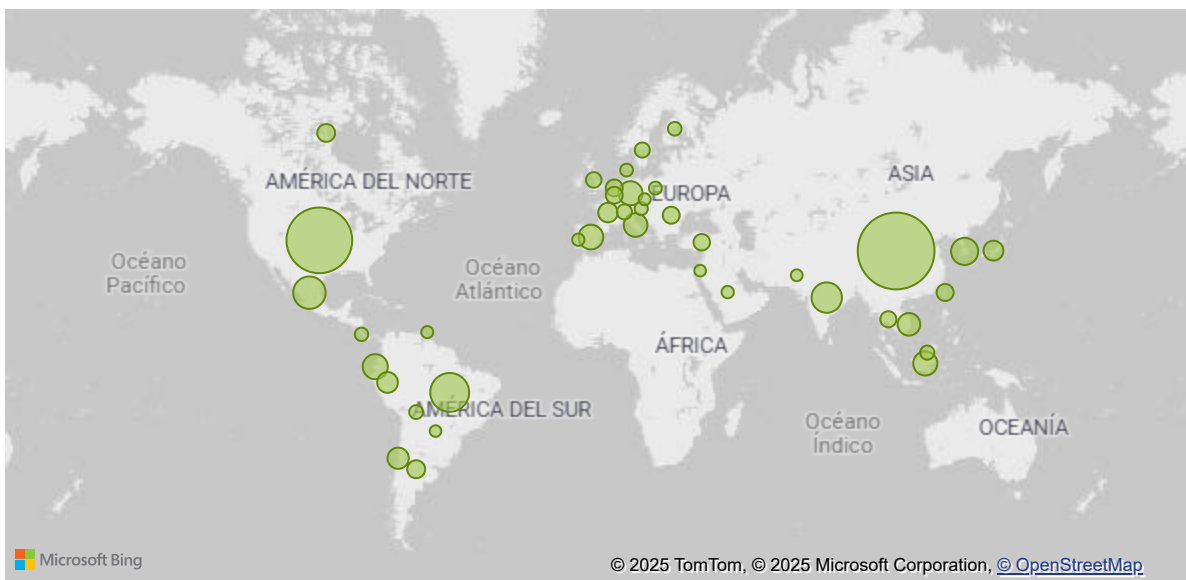 AMÉRICA DEL NORTE
EUROPA
ASIA
Océano
Pacífico
Océano
Atlántico
ÁFRICA
AMÉRICA DEL SUR
Océano
Índico
OCEANÍA
Microsoft Bing
© 2025 TomTom, © 2025 Microsoft Corporation, © OpenStreetMap